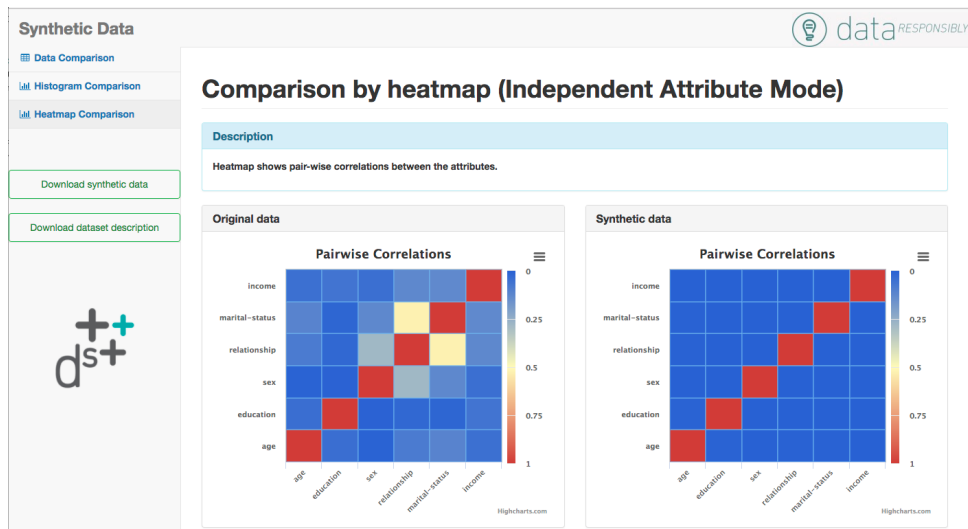 Synthetic Data
data RESPONSIBLY
Data Comparison
Histogram Comparison
Heatmap Comparison
Download synthetic data
Download dataset description
ds++
Comparison by heatmap (Independent Attribute Mode)
Description
Heatmap shows pair-wise correlations between the attributes.
Original data
Pairwise Correlations
income
marital-status
relationship
sex
education
age
age
education
sex
relationship
marital-status
income
0
0.25
0.5
0.75
1
Highcharts.com
Synthetic data
Pairwise Correlations
income
marital-status
relationship
sex
education
age
age
education
sex
relationship
marital-status
income
0
0.25
0.5
0.75
1
Highcharts.com